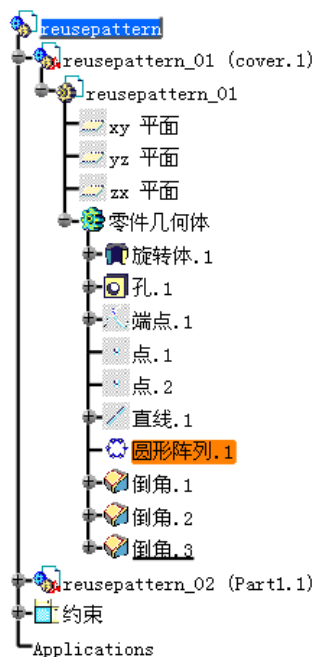 reusepattern
reusepattern_01 (cover.1)
reusepattern_01
xy 平面
yz 平面
zx 平面
零件几何体
旋转体.1
孔.1
端点.1
点.1
点.2
直线.1
圆形阵列.1
倒角.1
倒角.2
倒角.3
reusepattern_02 (Part1.1)
约束
Applications